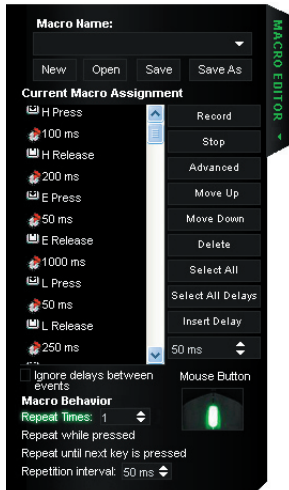 Macro Name:
New Open Save Save As
Current Macro Assignment
H Press
100 ms
H Release
200 ms
E Press
50 ms
E Release
1000 ms
L Press
50 ms
L Release
250 ms
Record
Stop
Advanced
Move Up
Move Down
Delete
Select All
Select All Delays
Insert Delay
50 ms
Ignore delays between
events
Mouse Button
Macro Behavior
Repeat Times: 1
Repeat while pressed
Repeat until next key is pressed
Repetition interval: 50 ms
MACRO EDITOR